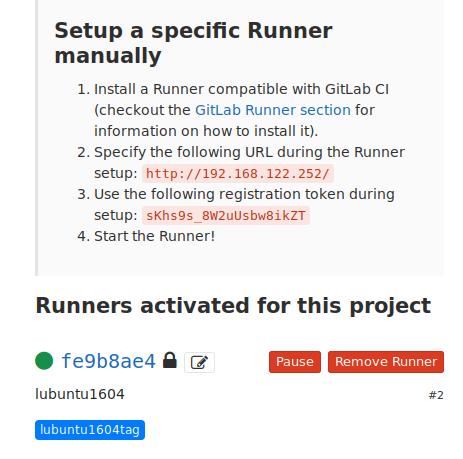 Setup a specific Runner
manually
1. Install a Runner compatible with GitLab CI
(checkout the GitLab Runner section for
information on how to install it).
2. Specify the following URL during the Runner
setup: http://192.168.122.252/
3. Use the following registration token during
setup: sKhs9s_8W2uUsbw8ikZT
4. Start the Runner!
Runners activated for this project
fe9b8ae4 Pause Remove Runner
lubuntu1604 #2
lubuntu1604tag